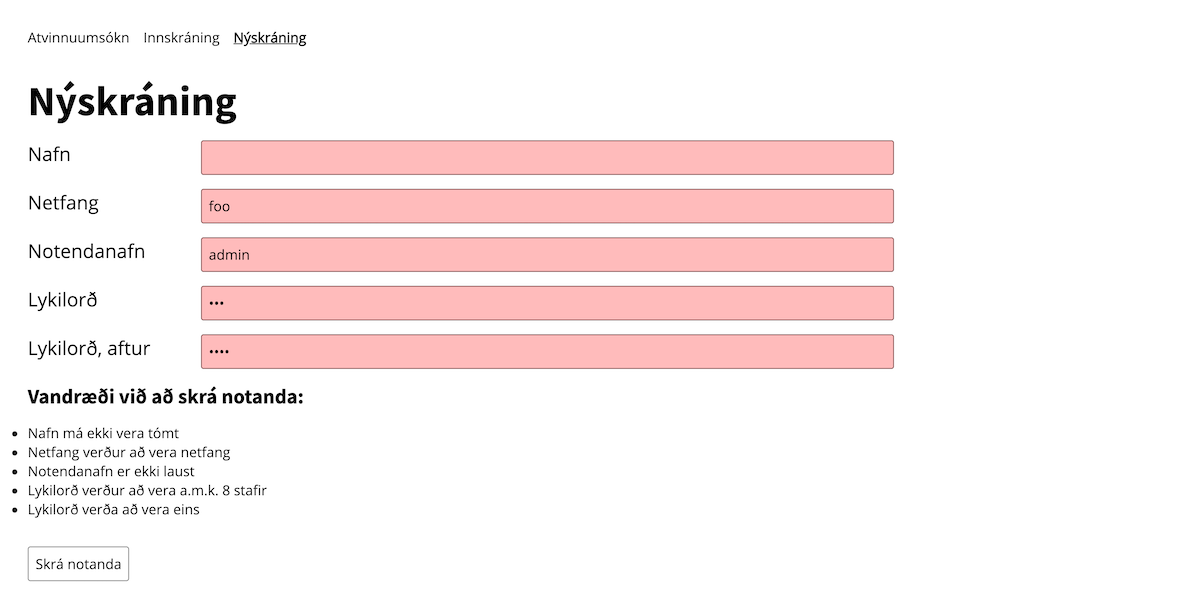 Atvinnuumsókn Innskráning Nýskráning
Nýskráning
Nafn
Netfang foo
Notendanafn admin
Lykilorð •••
Lykilorð, aftur ••••
Vandræði við að skrá notanda:
• Nafn má ekki vera tómt
• Netfang verður að vera netfang
• Notendanafn er ekki laust
• Lykilorð verður að vera a.m.k. 8 stafir
• Lykilorð verða að vera eins
Skrá notanda